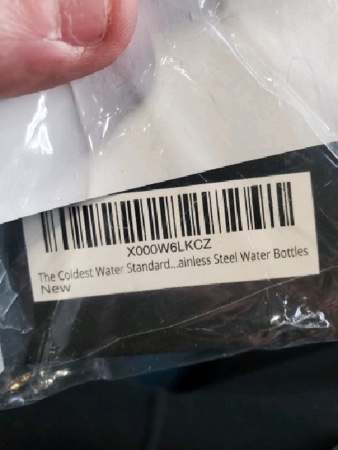 X000W6LKCZ
The Coldest Water Standard...ainless Steel Water Bottles
New